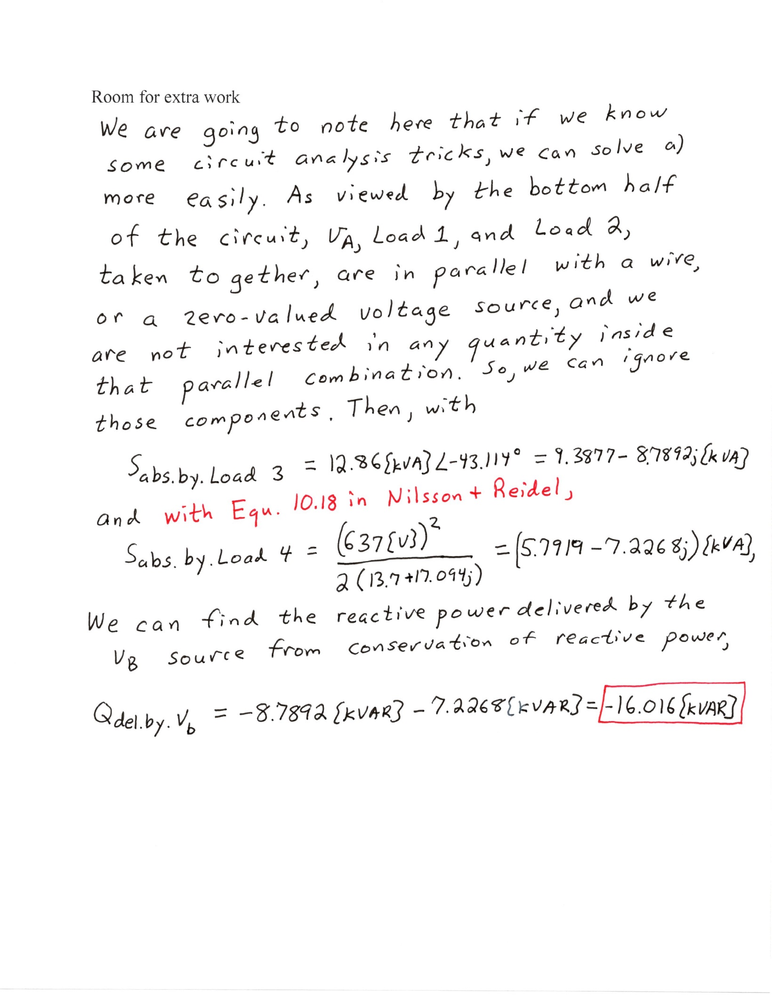 Room for extra work
We are going to note here that if we know
some circuit analysis tricks, we can solve a)
more easily. As viewed by the bottom half
of the circuit, VA, Load 1, and Load 2,
taken together, are in parallel with a wire,
or a zero-valued voltage source, and we
are not interested in any quantity inside
that parallel combination. So, we can ignore
those components. Then, with
Sabs.by.Load 3 = 12.86{kVA}∠-43.114° = 9.3877 - 8.7892j{kVA}
and with Equ. 10.18 in Nilsson + Reidel,
Sabs.by.Load 4 = (637{V})² / 2(13.7+17.094j) = (5.7919 - 7.2268j){kVA},
We can find the reactive power delivered by the
VB source from conservation of reactive power,
Qdel.by.Vb = -8.7892{kVAR} - 7.2268{kVAR} = -16.016{kVAR}